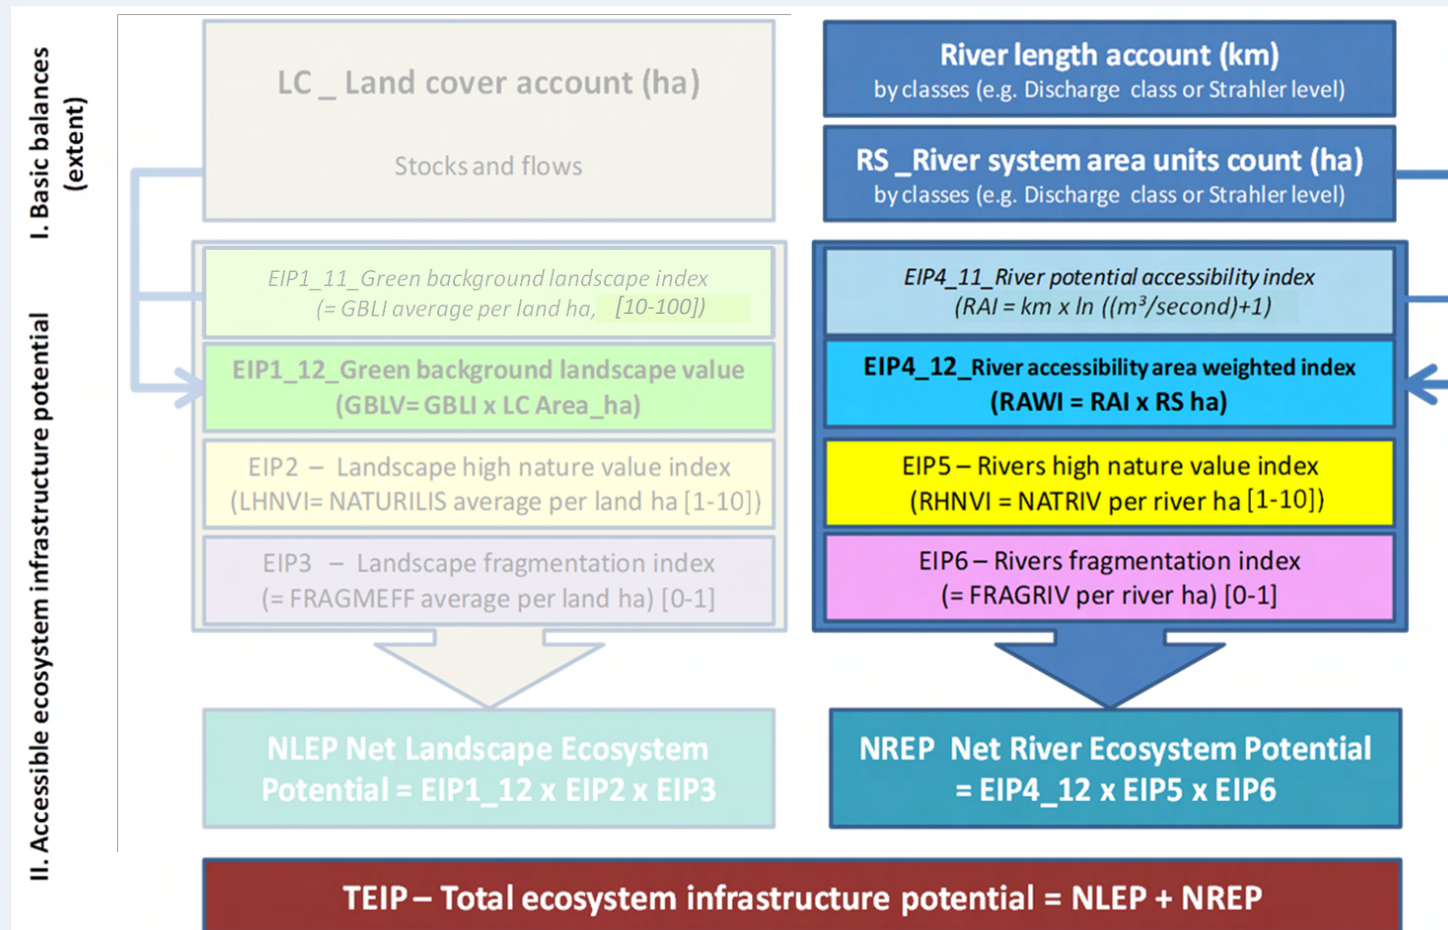 I. Basic balances
(extent)
LC _ Land cover account (ha)
Stocks and flows
River length account (km)
by classes (e.g. Discharge class or Strahler level)
RS _River system area units count (ha)
by classes (e.g. Discharge class or Strahler level)
II. Accessible ecosystem infrastructure potential
EIP1_11_Green background landscape index
(= GBLI average per land ha, [10-100])
EIP1_12_Green background landscape value
(GBLV= GBLI x LC Area_ha)
EIP2 – Landscape high nature value index
(LHNVI= NATURILIS average per land ha [1-10])
EIP3 – Landscape fragmentation index
(= FRAGMEFF average per land ha) [0-1]
EIP4_11_River potential accessibility index
(RAI = km x ln ((m³/second)+1)
EIP4_12_River accessibility area weighted index
(RAWI = RAI x RS ha)
EIP5 – Rivers high nature value index
(RHNVI = NATRIV per river ha [1-10])
EIP6 – Rivers fragmentation index
(= FRAGRIV per river ha) [0-1]
NLEP Net Landscape Ecosystem
Potential = EIP1_12 x EIP2 x EIP3
NREP Net River Ecosystem Potential
= EIP4_12 x EIP5 x EIP6
TEIP – Total ecosystem infrastructure potential = NLEP + NREP